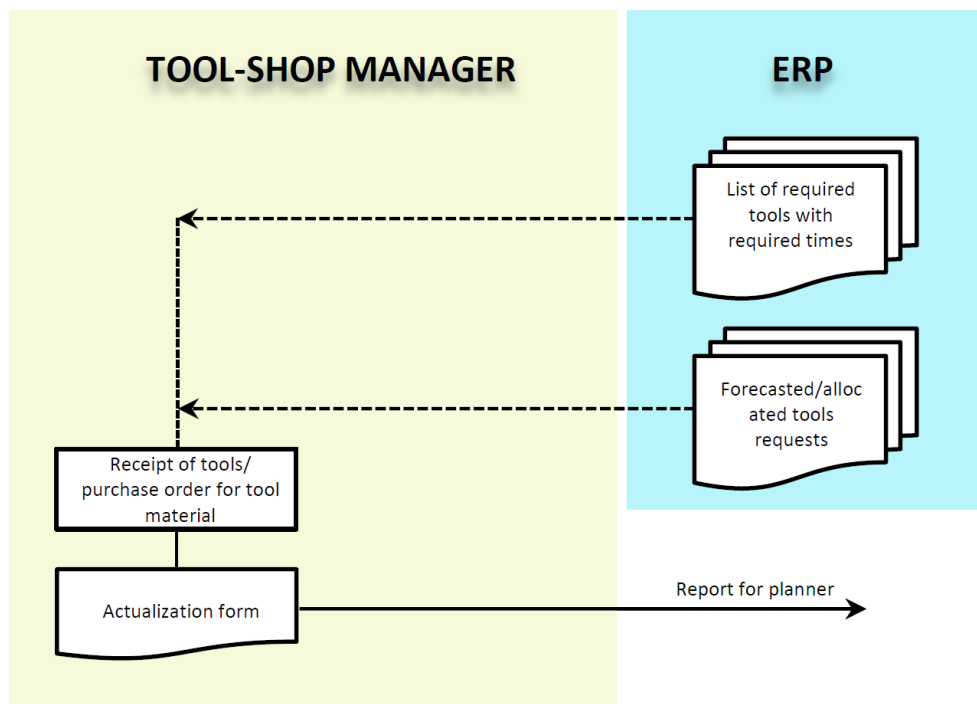 TOOL-SHOP MANAGER
ERP
List of required
tools with
required times
Forecasted/alloc
ated tools
requests
Receipt of tools/
purchase order for tool
material
Report for planner
Actualization form